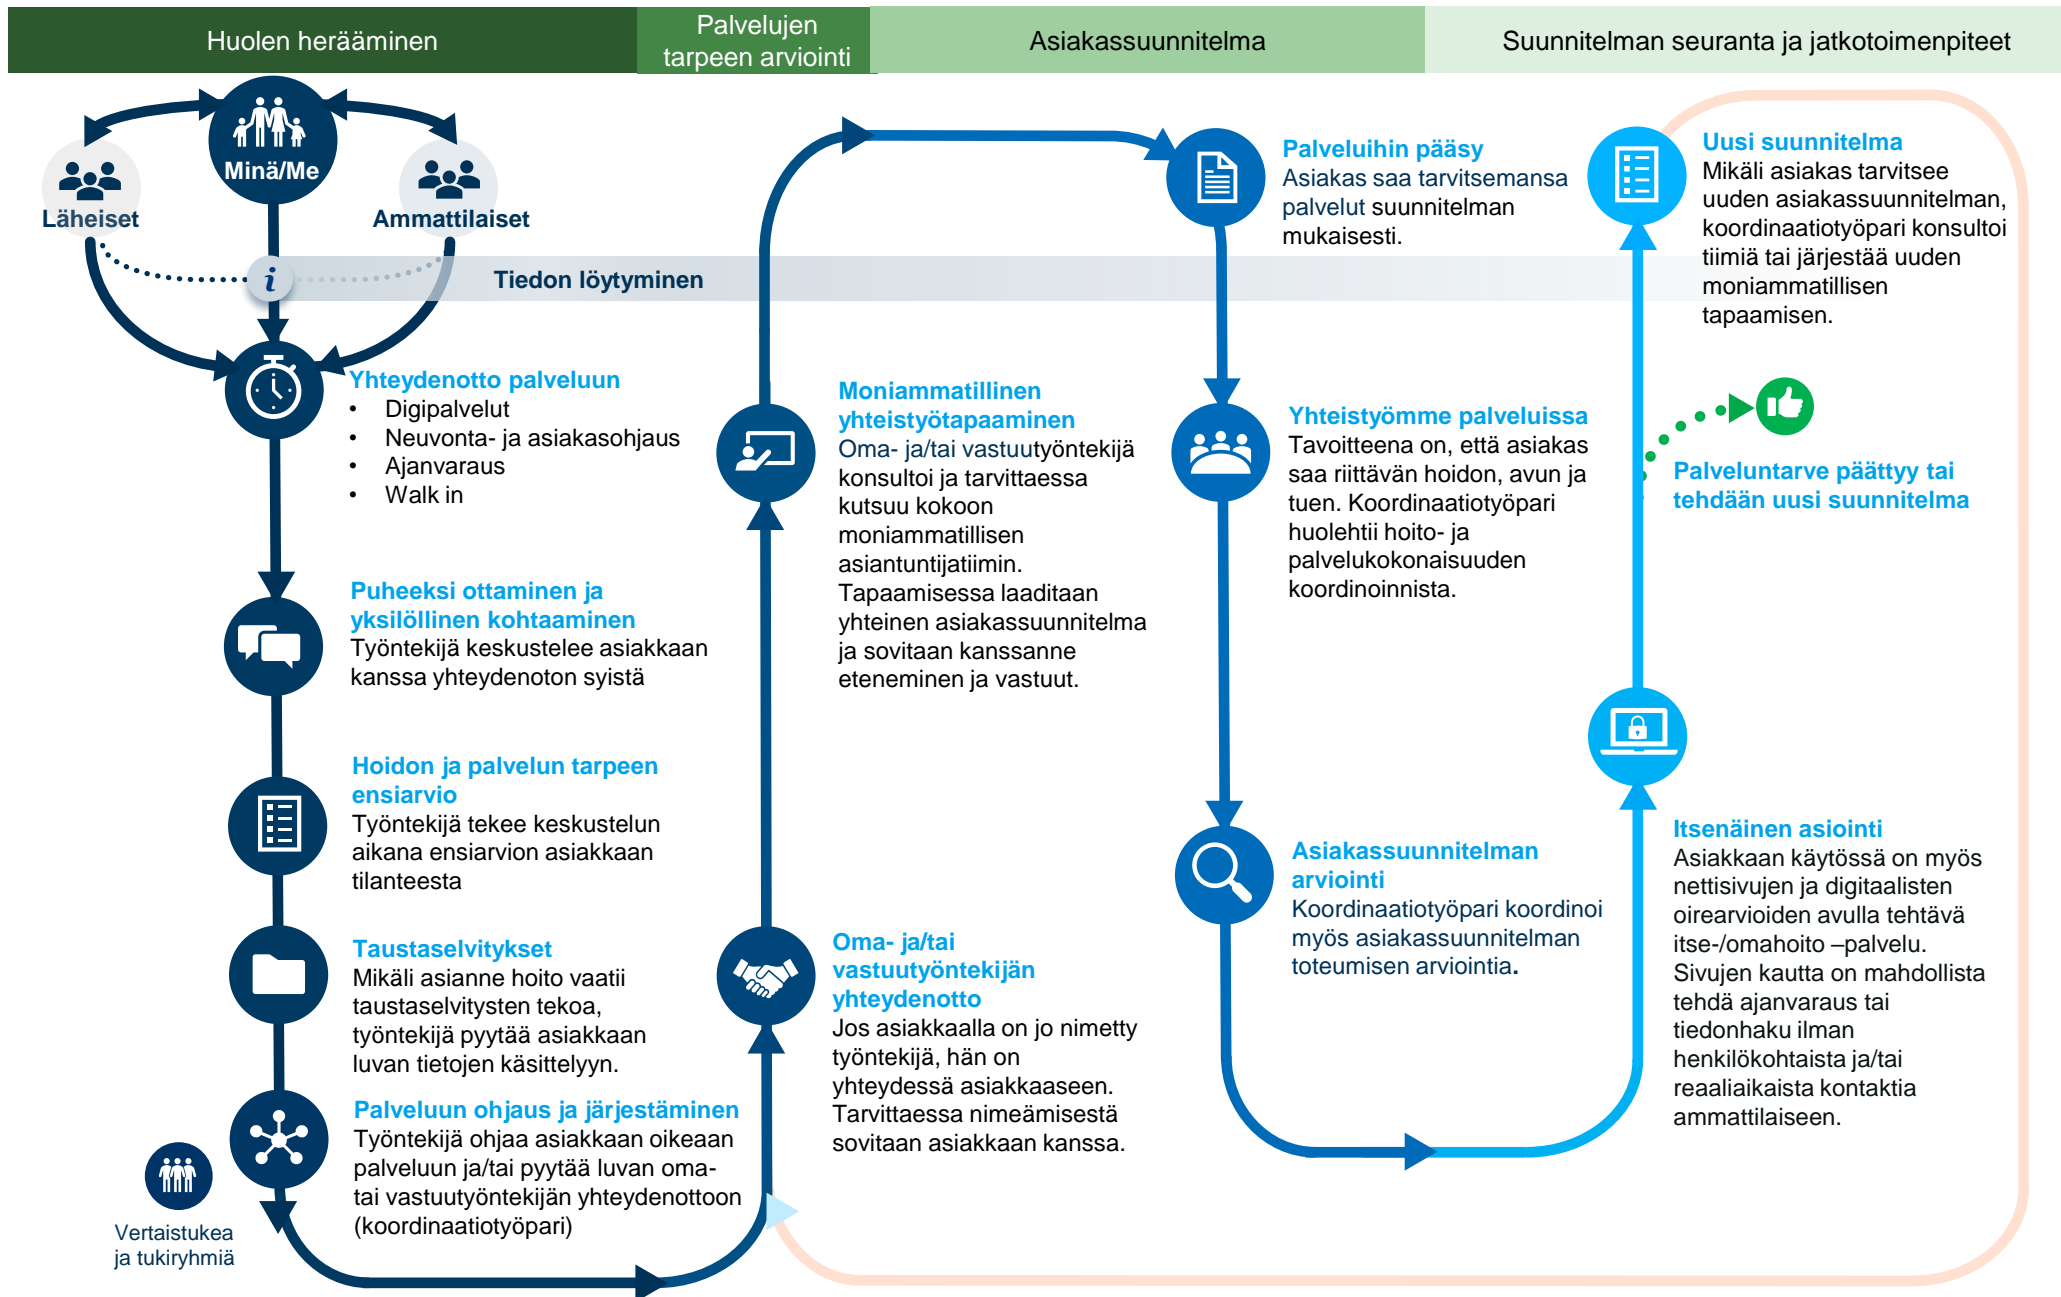 Huolen herääminen
Palvelujen
tarpeen arviointi
Asiakassuunnitelma
Suunnitelman seuranta ja jatkotoimenpiteet
Minä/Me
Läheiset
Ammattilaiset
i
Tiedon löytyminen
Yhteydenotto palveluun
• Digipalvelut
• Neuvonta- ja asiakasohjaus
• Ajanvaraus
• Walk in
Puheeksi ottaminen ja
yksilöllinen kohtaaminen
Työntekijä keskustelee asiakkaan
kanssa yhteydenoton syistä
Hoidon ja palvelun tarpeen
ensiarvio
Työntekijä tekee keskustelun
aikana ensiarvion asiakkaan
tilanteesta
Taustaselvitykset
Mikäli asianne hoito vaatii
taustaselvitysten tekoa,
työntekijä pyytää asiakkaan
luvan tietojen käsittelyyn.
Palveluun ohjaus ja järjestäminen
Työntekijä ohjaa asiakkaan oikeaan
palveluun ja/tai pyytää luvan oma-
tai vastuutyöntekijän yhteydenottoon
(koordinaatiotyöpari)
Vertaistukea
ja tukiryhmiä
Moniammatillinen
yhteistyötapaaminen
Oma- ja/tai vastuutyöntekijä
konsultoi ja tarvittaessa
kutsuu kokoon
moniammatillisen
asiantuntijatiimin.
Tapaamisessa laaditaan
yhteinen asiakassuunnitelma
ja sovitaan kanssanne
eteneminen ja vastuut.
Oma- ja/tai
vastuutyöntekijän
yhteydenotto
Jos asiakkaalla on jo nimetty
työntekijä, hän on
yhteydessä asiakkaaseen.
Tarvittaessa nimeämisestä
sovitaan asiakkaan kanssa.
Palveluihin pääsy
Asiakas saa tarvitsemansa
palvelut suunnitelman
mukaisesti.
Yhteistyömme palveluissa
Tavoitteena on, että asiakas
saa riittävän hoidon, avun ja
tuen. Koordinaatiotyöpari
huolehtii hoito- ja
palvelukokonaisuuden
koordinoinnista.
Asiakassuunnitelman
arviointi
Koordinaatiotyöpari koordinoi
myös asiakassuunnitelman
toteumisen arviointia.
Uusi suunnitelma
Mikäli asiakas tarvitsee
uuden asiakassuunnitelman,
koordinaatiotyöpari konsultoi
tiimiä tai järjestää uuden
moniammatillisen
tapaamisen.
Palveluntarve päättyy tai
tehdään uusi suunnitelma
Itsenäinen asiointi
Asiakkaan käytössä on myös
nettisivujen ja digitaalisten
oirearvioiden avulla tehtävä
itse-/omahoito –palvelu.
Sivujen kautta on mahdollista
tehdä ajanvaraus tai
tiedonhaku ilman
henkilökohtaista ja/tai
reaaliaikaista kontaktia
ammattilaiseen.